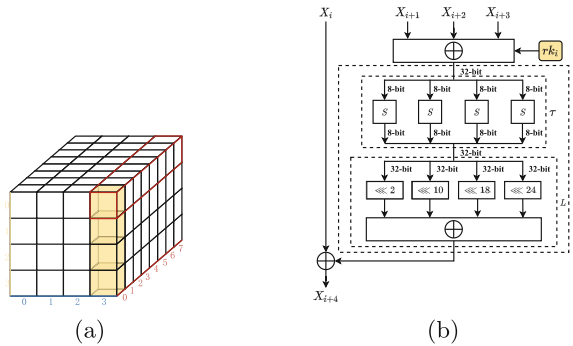 X_i
X_{i+1} X_{i+2} X_{i+3}
rk_i
32-bit
8-bit 8-bit 8-bit 8-bit
S S S S
τ
8-bit 8-bit 8-bit 8-bit
32-bit
32-bit 32-bit 32-bit 32-bit
⋘ 2 ⋘ 10 ⋘ 18 ⋘ 24
L
X_{i+4}
0 1 2 3
0 1 2 3 4 5 6 7
(a) (b)